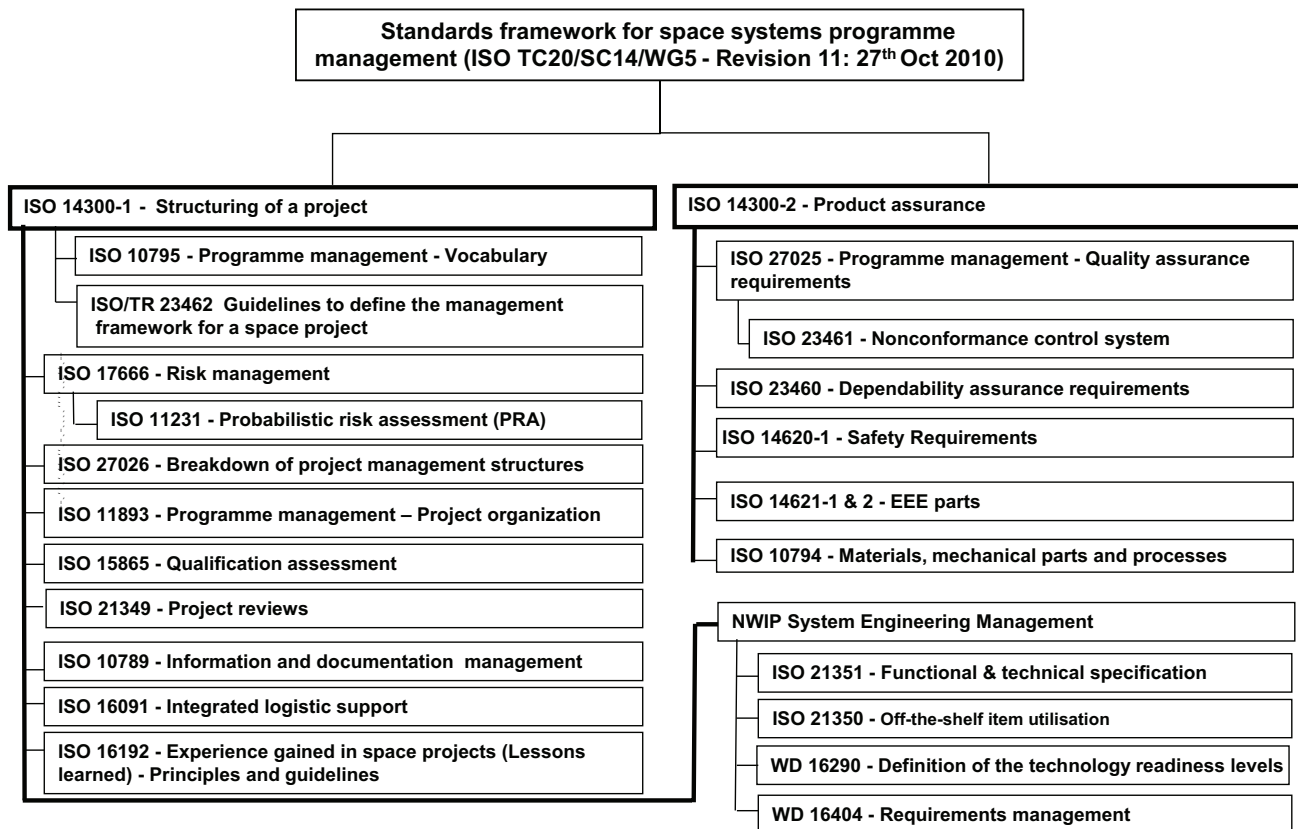 Standards framework for space systems programme
management (ISO TC20/SC14/WG5 - Revision 11: 27th Oct 2010)
ISO 14300-1 - Structuring of a project
ISO 10795 - Programme management - Vocabulary
ISO/TR 23462 Guidelines to define the management
framework for a space project
ISO 17666 - Risk management
ISO 11231 - Probabilistic risk assessment (PRA)
ISO 27026 - Breakdown of project management structures
ISO 11893 - Programme management – Project organization
ISO 15865 - Qualification assessment
ISO 21349 - Project reviews
ISO 10789 - Information and documentation management
ISO 16091 - Integrated logistic support
ISO 16192 - Experience gained in space projects (Lessons
learned) - Principles and guidelines
ISO 14300-2 - Product assurance
ISO 27025 - Programme management - Quality assurance
requirements
ISO 23461 - Nonconformance control system
ISO 23460 - Dependability assurance requirements
ISO 14620-1 - Safety Requirements
ISO 14621-1 & 2 - EEE parts
ISO 10794 - Materials, mechanical parts and processes
NWIP System Engineering Management
ISO 21351 - Functional & technical specification
ISO 21350 - Off-the-shelf item utilisation
WD 16290 - Definition of the technology readiness levels
WD 16404 - Requirements management